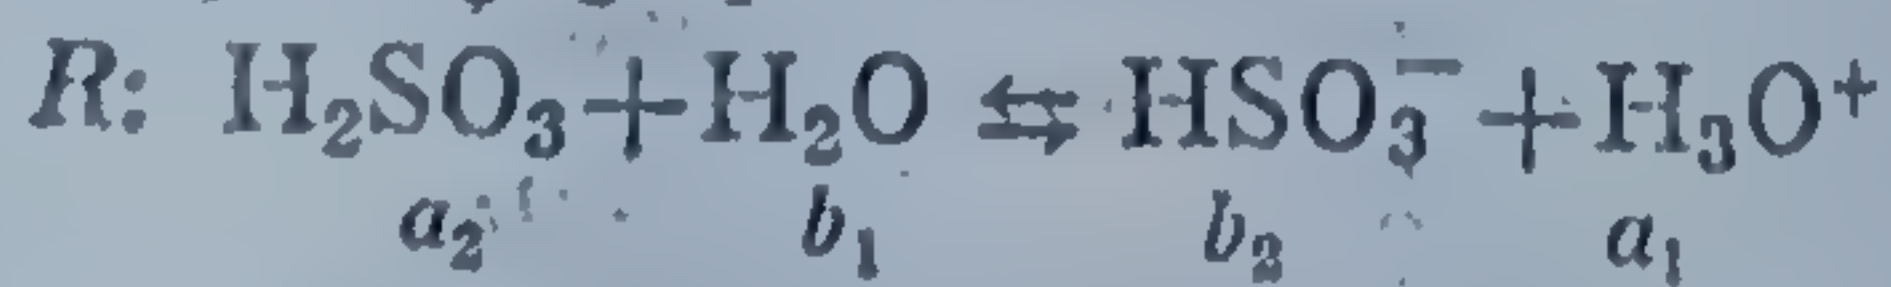 R: H₂SO₃ + H₂O ⇆ HSO₃⁻ + H₃O⁺
a₂ b₁ b₂ a₁